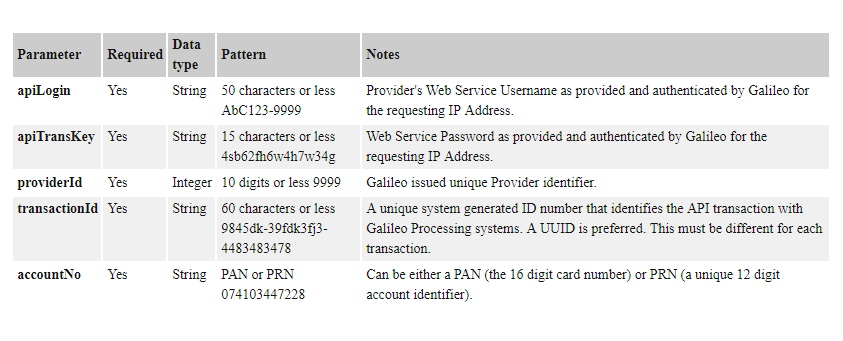 Parameter Required Data type Pattern Notes
apiLogin Yes String 50 characters or less Provider's Web Service Username as provided and authenticated by Galileo for
AbC123-9999 the requesting IP Address.
apiTransKey Yes String 15 characters or less Web Service Password as provided and authenticated by Galileo for the
4sb62fh6w4h7w34g requesting IP Address.
providerId Yes Integer 10 digits or less 9999 Galileo issued unique Provider identifier.
transactionId Yes String 60 characters or less A unique system generated ID number that identifies the API transaction with
9845dk-39fdk3fj3- Galileo Processing systems. A UUID is preferred. This must be different for each
4483483478 transaction.
accountNo Yes String PAN or PRN Can be either a PAN (the 16 digit card number) or PRN (a unique 12 digit
074103447228 account identifier).